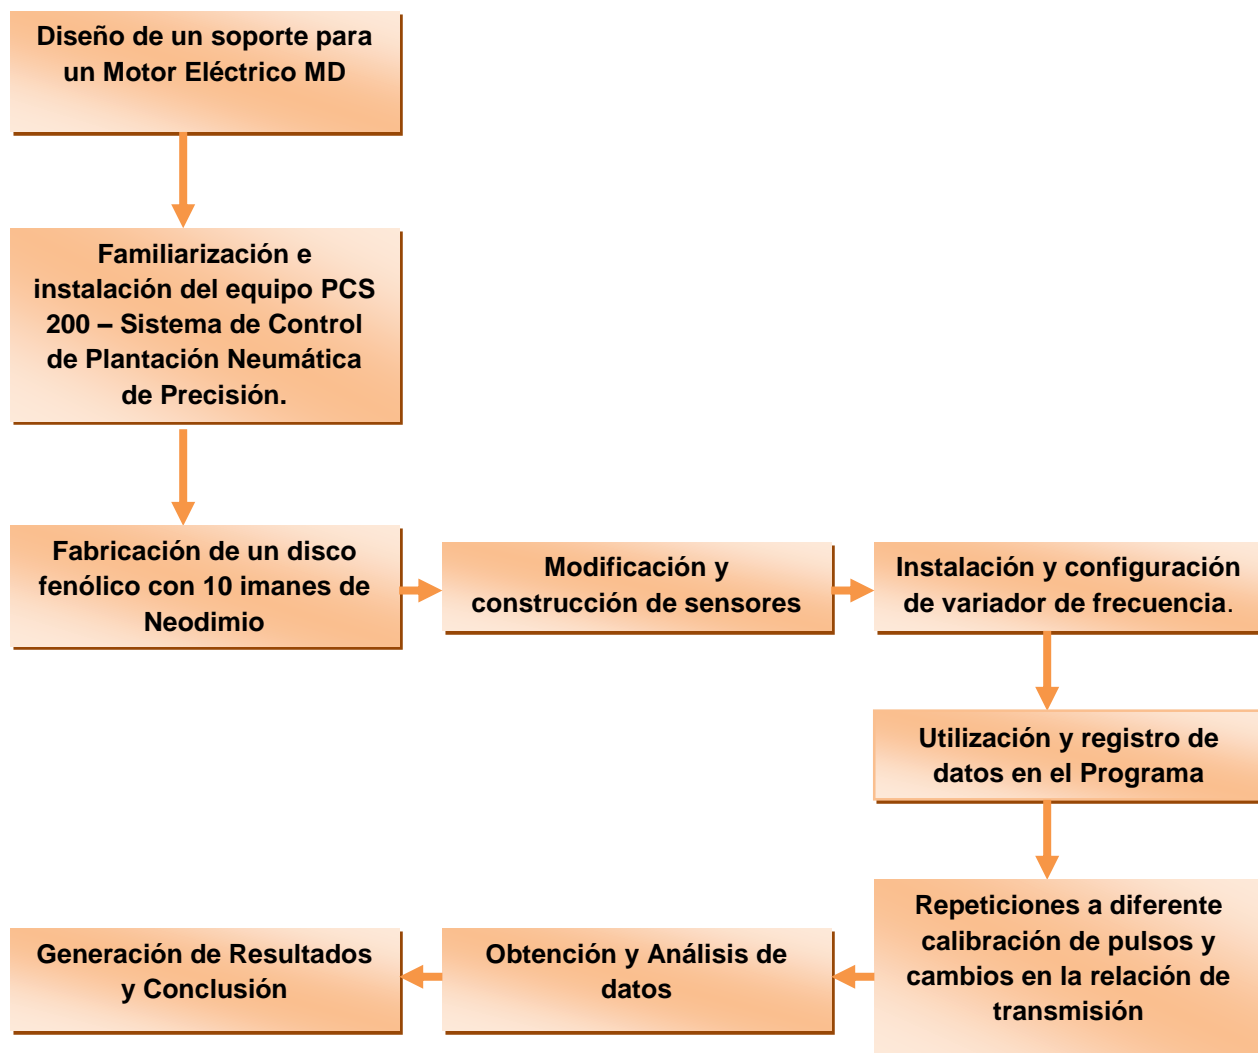 Diseño de un soporte para
un Motor Eléctrico MD
Familiarización e
instalación del equipo PCS
200 – Sistema de Control
de Plantación Neumática
de Precisión.
Fabricación de un disco
fenólico con 10 imanes de
Neodimio
Modificación y
construcción de sensores
Instalación y configuración
de variador de frecuencia.
Utilización y registro de
datos en el Programa
Repeticiones a diferente
calibración de pulsos y
cambios en la relación de
transmisión
Obtención y Análisis de
datos
Generación de Resultados
y Conclusión